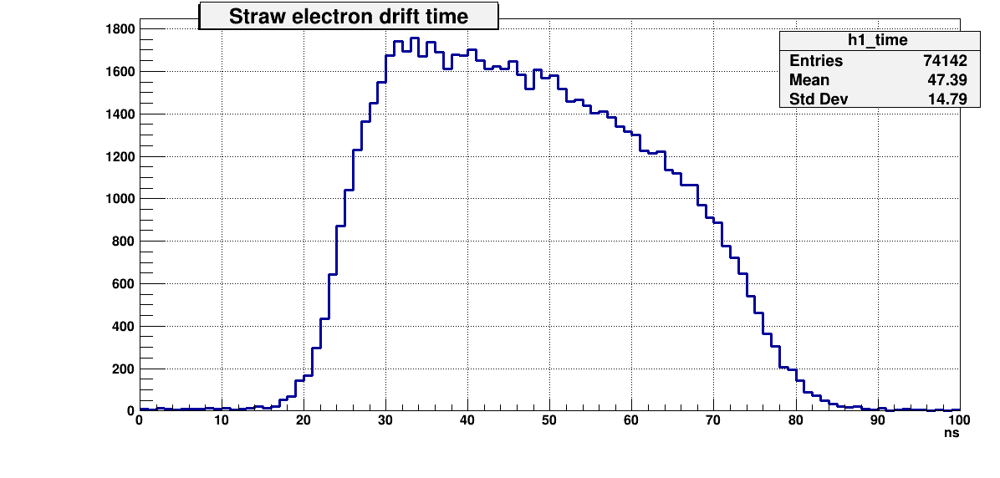 Straw electron drift time
h1_time
Entries 74142
Mean 47.39
Std Dev 14.79
1800
1600
1400
1200
1000
800
600
400
200
0
0 10 20 30 40 50 60 70 80 90 100
ns